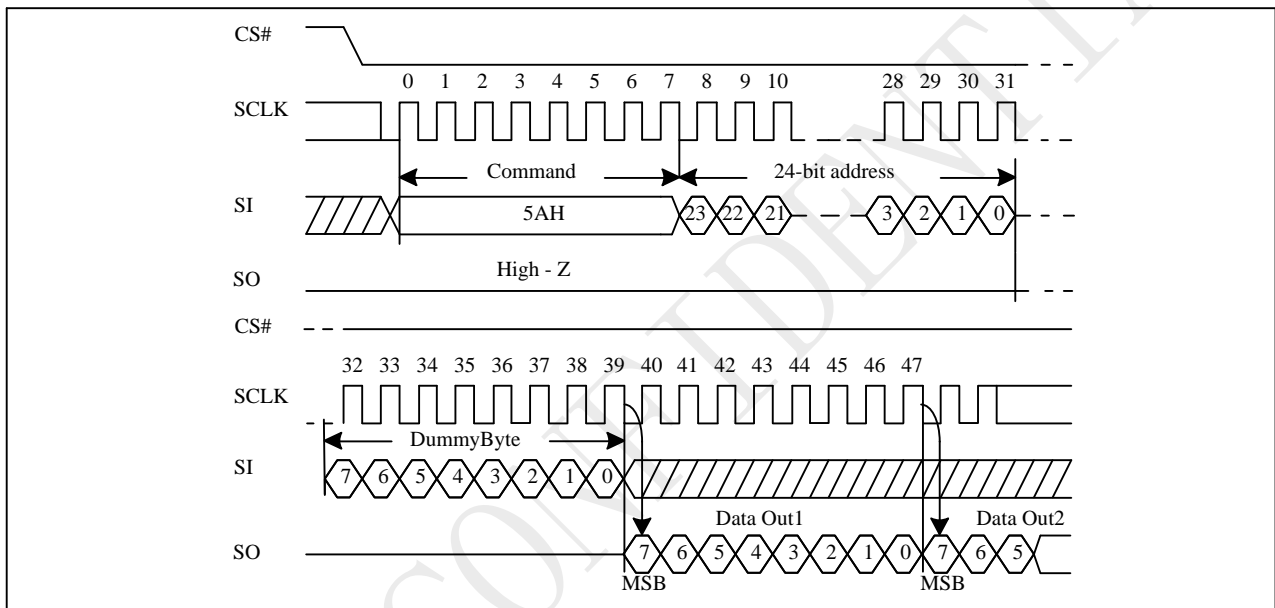 CS#
0 1 2 3 4 5 6 7 8 9 10 28 29 30 31
SCLK
Command 24-bit address
SI 5AH 23 22 21 3 2 1 0
High - Z
SO
CS#
32 33 34 35 36 37 38 39 40 41 42 43 44 45 46 47
SCLK
DummyByte
SI 7 6 5 4 3 2 1 0
Data Out1 Data Out2
SO 7 6 5 4 3 2 1 0 7 6 5
MSB MSB
CONFIDENTIA